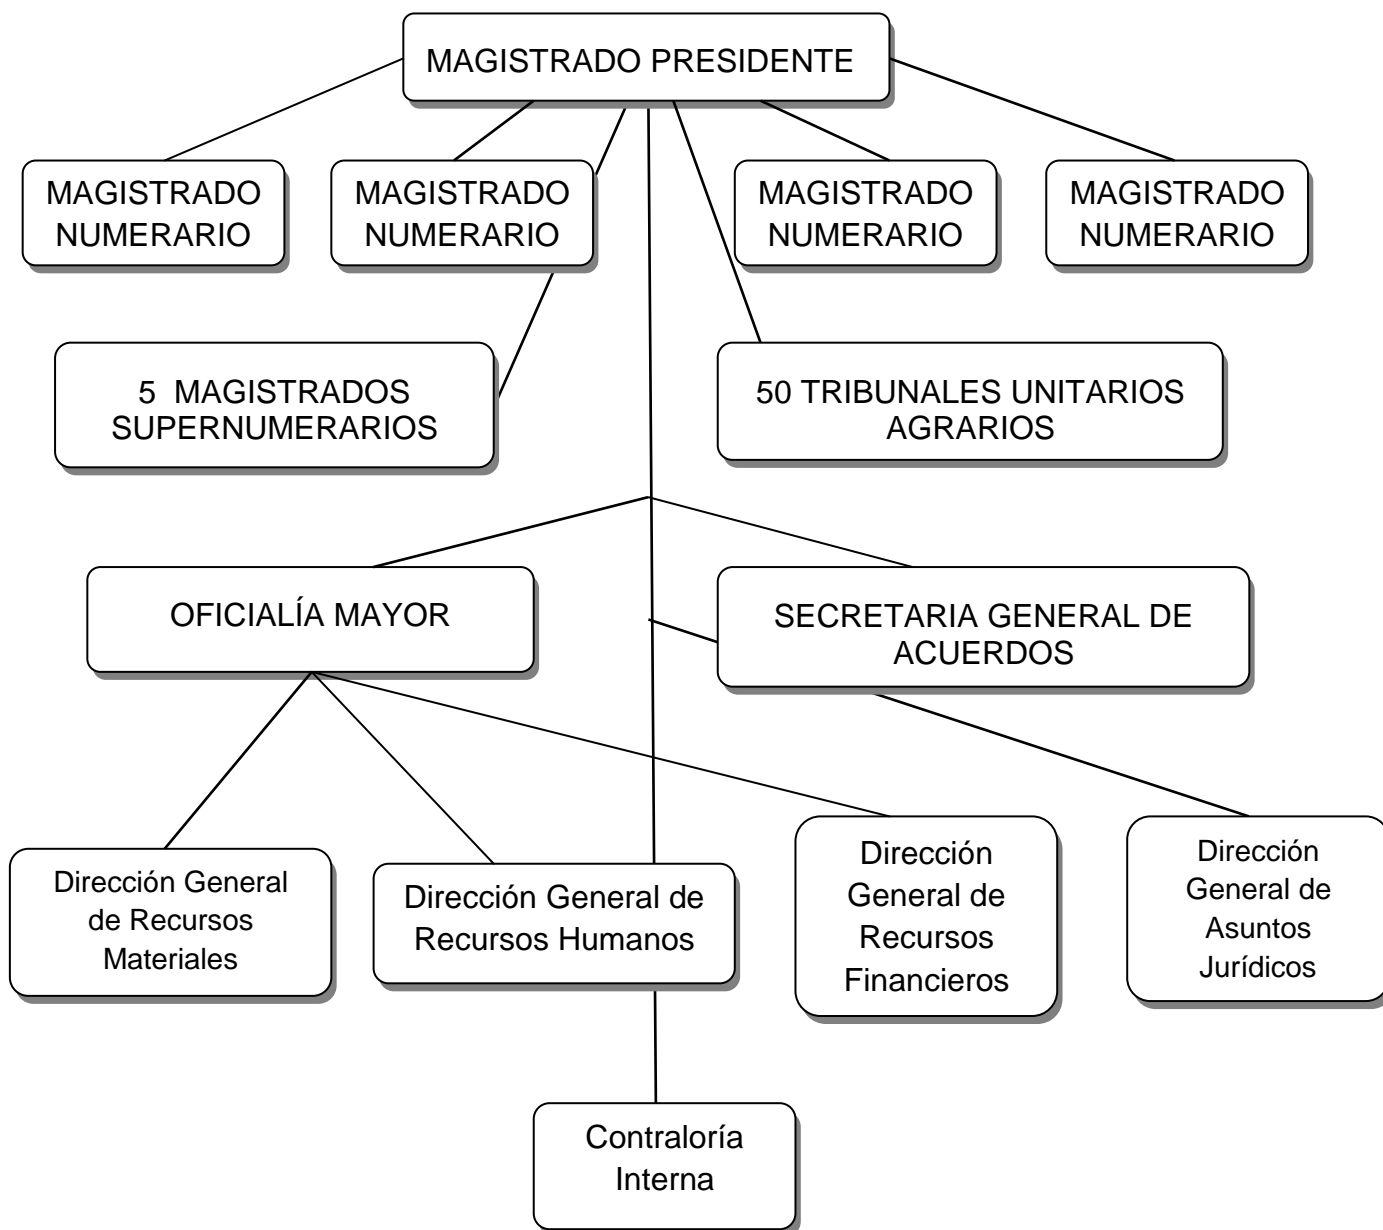 MAGISTRADO PRESIDENTE
MAGISTRADO
NUMERARIO
MAGISTRADO
NUMERARIO
MAGISTRADO
NUMERARIO
MAGISTRADO
NUMERARIO
5 MAGISTRADOS
SUPERNUMERARIOS
50 TRIBUNALES UNITARIOS
AGRARIOS
OFICIALÍA MAYOR
SECRETARIA GENERAL DE
ACUERDOS
Dirección General
de Recursos
Materiales
Dirección General de
Recursos Humanos
Dirección
General de
Recursos
Financieros
Dirección
General de
Asuntos
Jurídicos
Contraloría
Interna